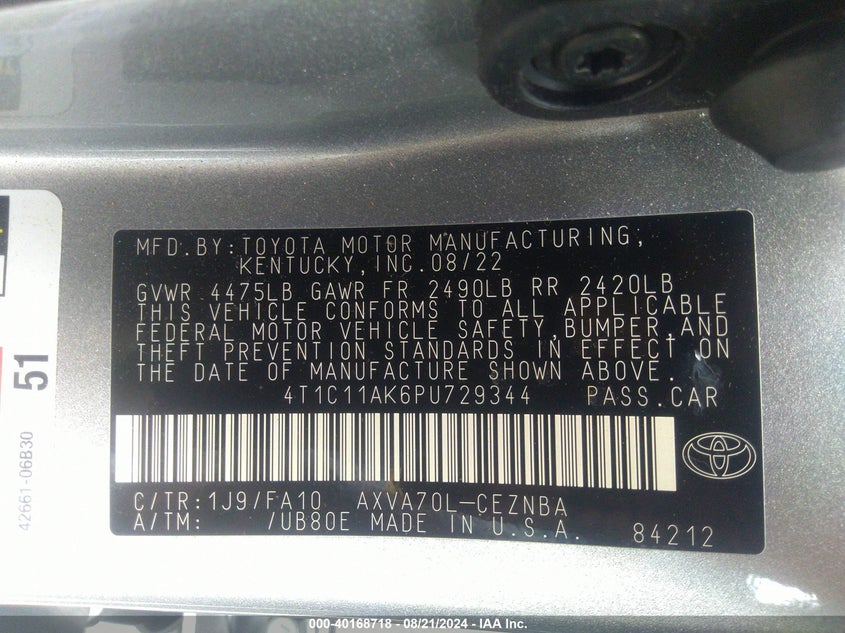 MFD.BY:TOYOTA MOTOR MANUFACTURING,
KENTUCKY,INC.08/22
GVWR 4475LB GAWR FR 2490LB RR 2420LB
THIS VEHICLE CONFORMS TO ALL APPLICABLE
FEDERAL MOTOR VEHICLE SAFETY,BUMPER,AND
THEFT PREVENTION STANDARDS IN EFFECT ON
THE DATE OF MANUFACTURE SHOWN ABOVE.
4T1C11AK6PU729344 PASS.CAR
C/TR:1J9/FA10 AXVA70L-CEZNBA
A/TM: /UB80E MADE IN U.S.A.
84212
51
42661-06B30
000-40168718 - 08/21/2024 - IAA Inc.